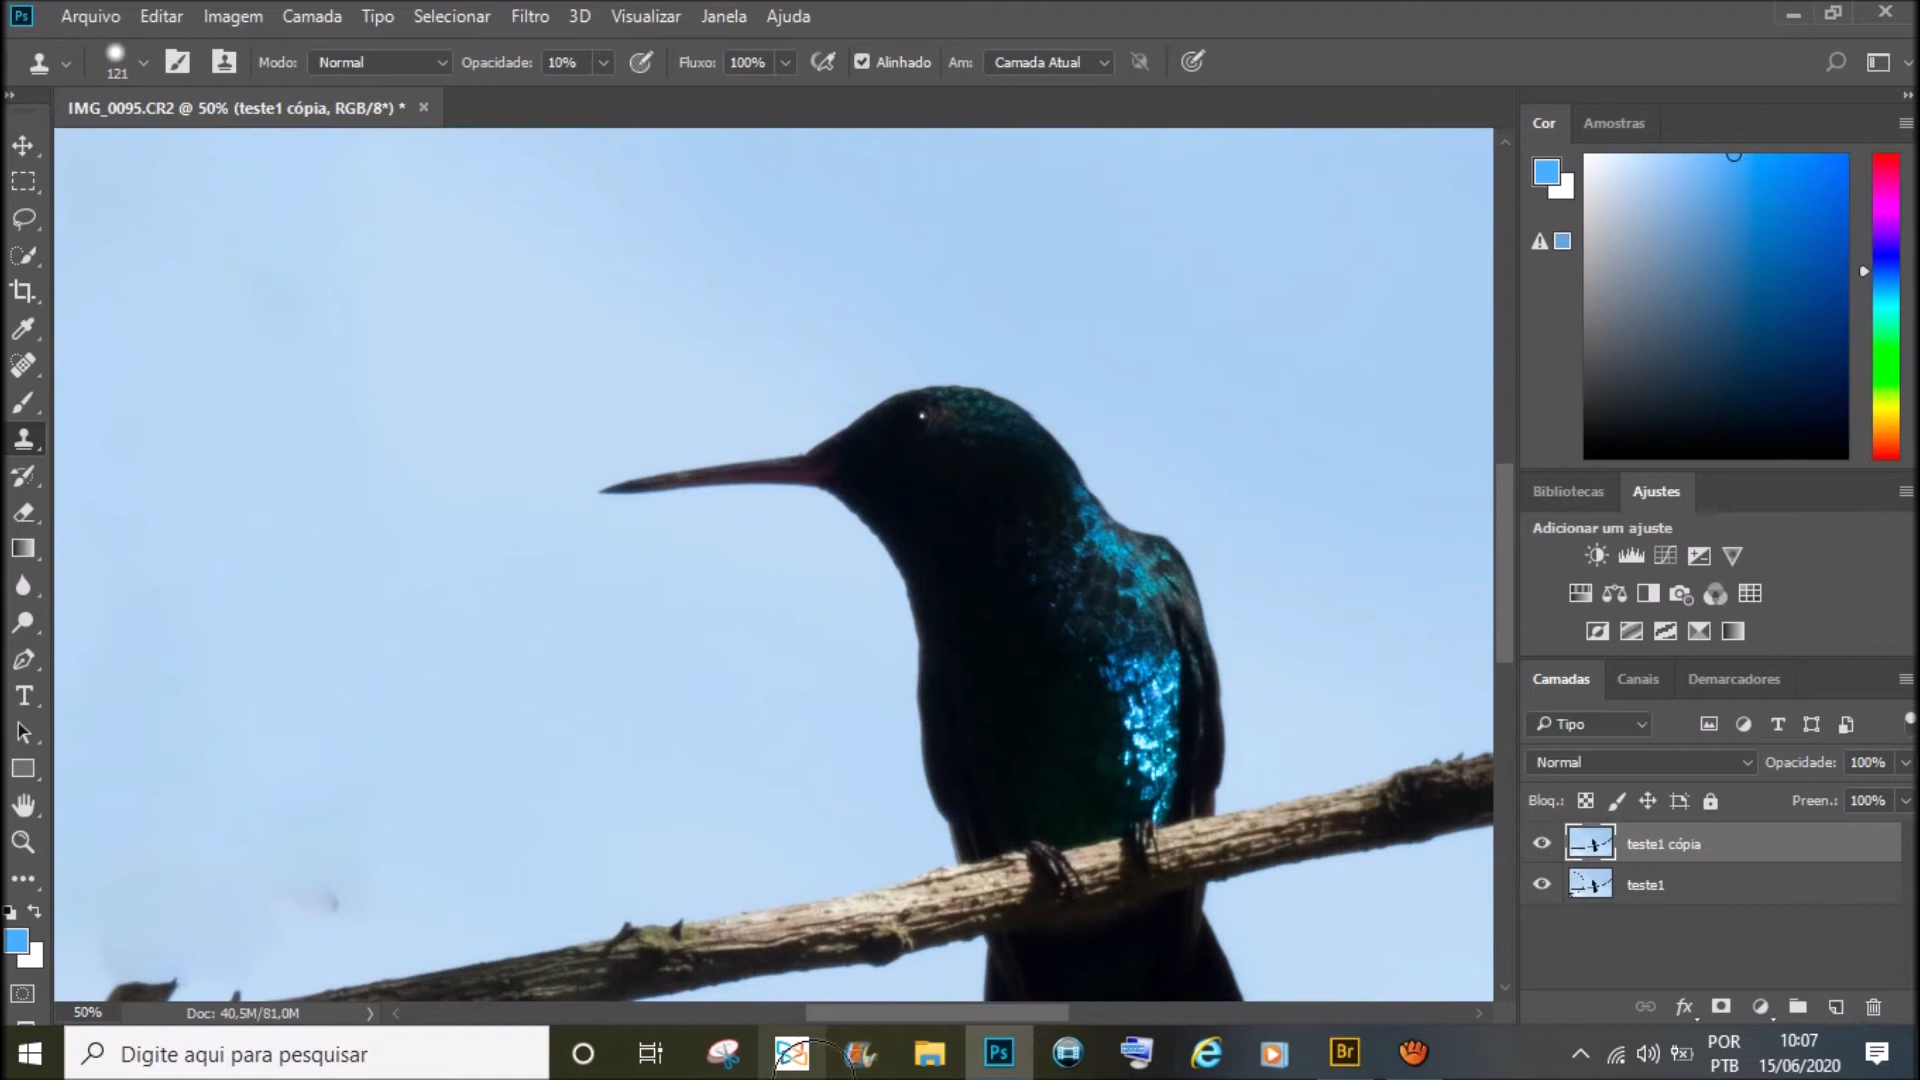 Ps Arquivo Editar Imagem Camada Tipo Selecionar Filtro 3D Visualizar Janela Ajuda
121 Modo: Normal Opacidade: 10% Fluxo: 100% Alinhado Am: Camada Atual
IMG_0095.CR2 @ 50% (teste1 cópia, RGB/8*) *
Cor Amostras
Bibliotecas Ajustes
Adicionar um ajuste
Camadas Canais Demarcadores
Tipo
Normal Opacidade: 100%
Bloq.: Preen.: 100%
teste1 cópia
teste1
50% Doc: 40,5M/81,0M
Digite aqui para pesquisar
Ps
Br
POR
PTB
10:07
15/06/2020